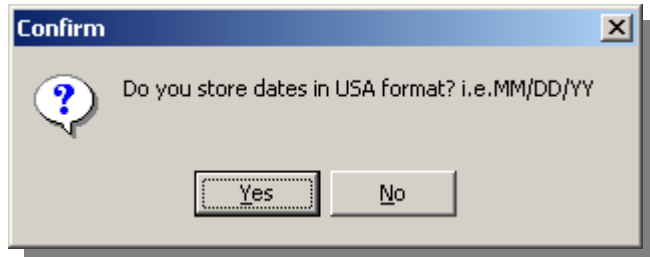 Confirm
Do you store dates in USA format? i.e.MM/DD/YY
Yes
No